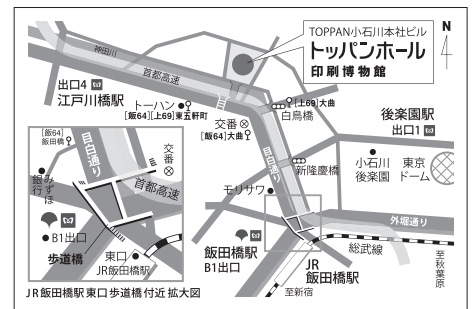 TOPPAN小石川本社ビル
トッパンホール
印刷博物館
N
神田川
首都高速
出口4
江戸川橋駅
トーハン
[飯64][上69]東五軒町
[上69]大曲
白鳥橋
交番
[飯64]大曲
後楽園駅
出口1
目白通り
新隆慶橋
小石川
後楽園
東京
ドーム
モリサワ
外堀通り
飯田橋駅
B1出口
JR
飯田橋駅
総武線
至秋葉原
至新宿
[飯64]
飯田橋
目白通り
交番
首都高速
みずほ
銀行
B1出口
歩道橋
東口
JR飯田橋駅
JR飯田橋駅東口歩道橋付近拡大図